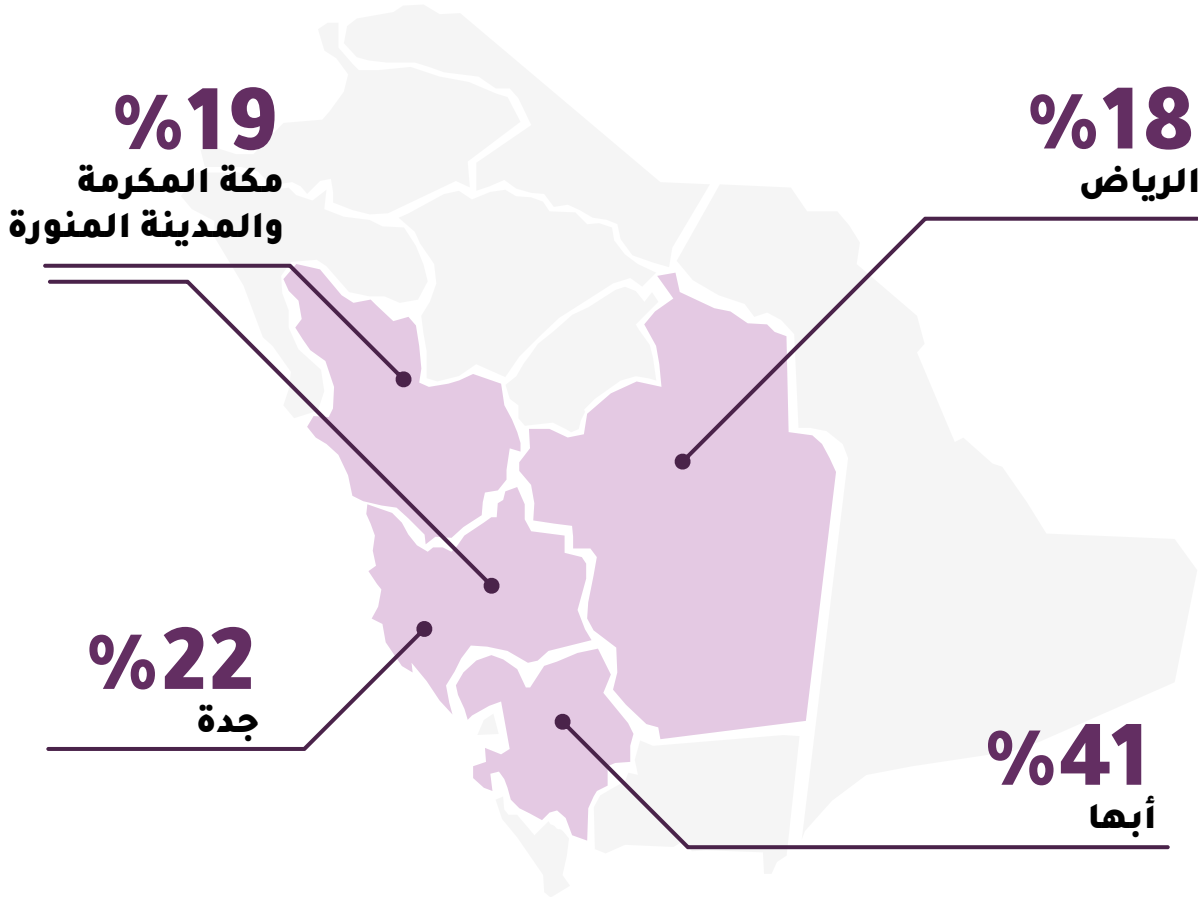 %18
الرياض
%19
مكة المكرمة
والمدينة المنورة
%22
جدة
%41
أبها